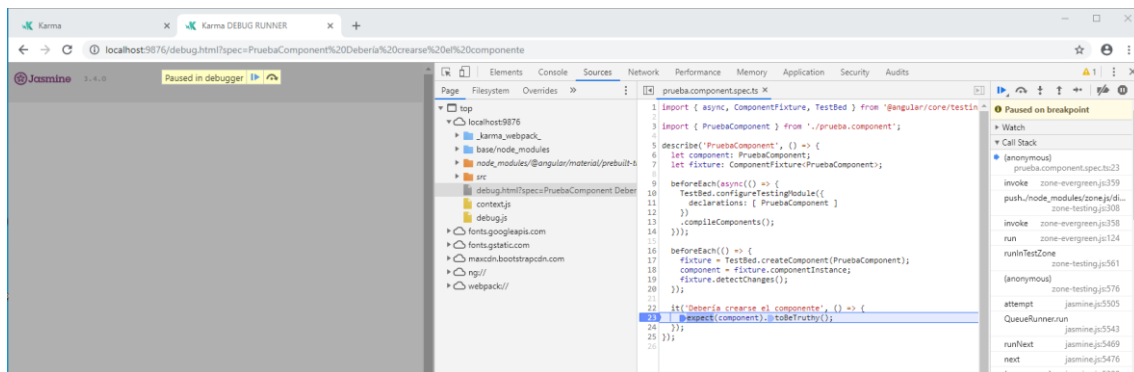 Karma
Karma DEBUG RUNNER
localhost:9876/debug.html?spec=PruebaComponent%20Debería%20crearse%20el%20componente
Jasmine 3.4.0
Paused in debugger
Elements Console Sources Network Performance Memory Application Security Audits
1
Page Filesystem Overrides »
top
localhost:9876
_karma_webpack_
base/node_modules
node_modules/@angular/material/prebuilt-t
src
debug.html?spec=PruebaComponent Deber
context.js
debug.js
fonts.googleapis.com
fonts.gstatic.com
maxcdn.bootstrapcdn.com
ng://
webpack://
prueba.component.spec.ts
1 import { async, ComponentFixture, TestBed } from '@angular/core/testin
2
3 import { PruebaComponent } from './prueba.component';
4
5 describe('PruebaComponent', () => {
6 let component: PruebaComponent;
7 let fixture: ComponentFixture<PruebaComponent>;
8
9 beforeEach(async(() => {
10 TestBed.configureTestingModule({
11 declarations: [ PruebaComponent ]
12 })
13 .compileComponents();
14 }));
15
16 beforeEach(() => {
17 fixture = TestBed.createComponent(PruebaComponent);
18 component = fixture.componentInstance;
19 fixture.detectChanges();
20 });
21
22 it('Debería crearse el componente', () => {
23 expect(component).toBeTruthy();
24 });
25 });
26
Paused on breakpoint
Watch
Call Stack
(anonymous)
prueba.component.spec.ts:23
invoke zone-evergreen.js:359
push../node_modules/zone.js/di...
zone-testing.js:308
invoke zone-evergreen.js:358
run zone-evergreen.js:124
runInTestZone
zone-testing.js:561
(anonymous)
zone-testing.js:576
attempt jasmine.js:5505
QueueRunner.run
jasmine.js:5543
runNext jasmine.js:5469
next jasmine.js:5476